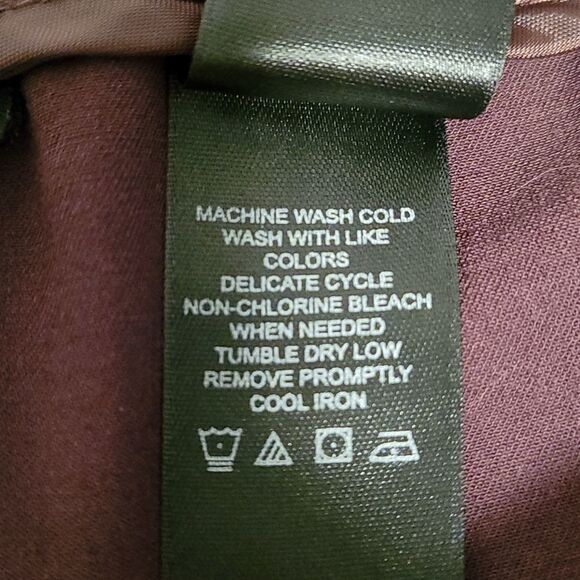 MACHINE WASH COLD
WASH WITH LIKE
COLORS
DELICATE CYCLE
NON-CHLORINE BLEACH
WHEN NEEDED
TUMBLE DRY LOW
REMOVE PROMPTLY
COOL IRON